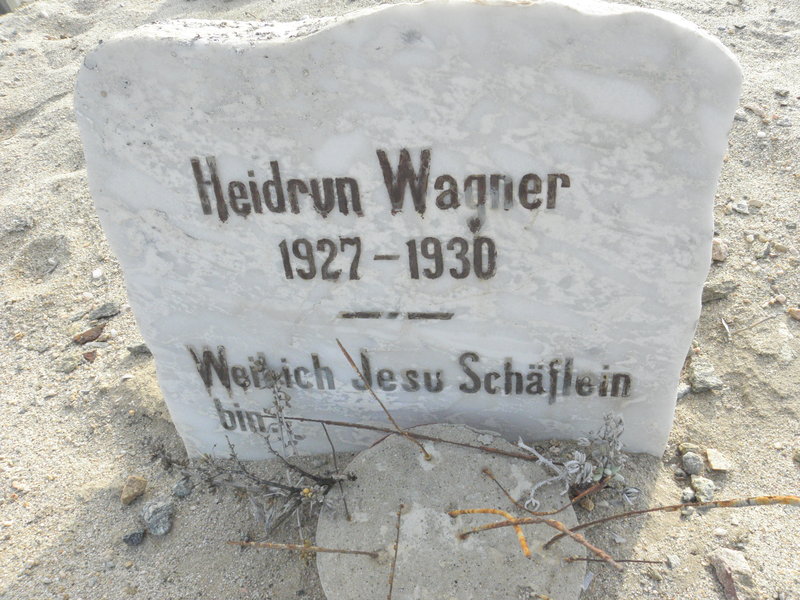 Heidrun Wagner
1927 - 1930
Weil ich Jesu Schäflein
bin.